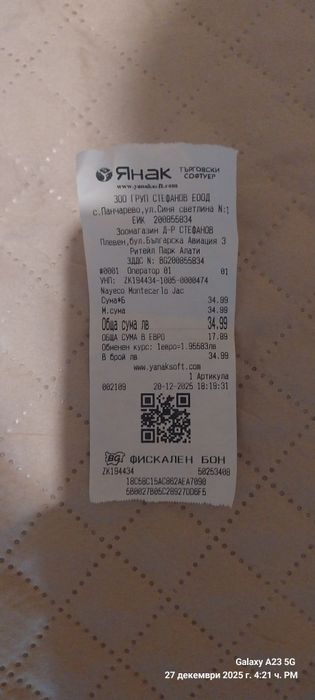 Янак ТЪРГОВСКИ СОФТУЕР
www.yanaksoft.com
ЗОО ГРУП СТЕФАНОВ ЕООД
с.Панчарево,ул.Синя светлина N:1
ЕИК 200855834
Зоомагазин Д-Р СТЕФАНОВ
Плевен,бул.Българска Авиация 3
Ритейл Парк Алати
ЗДДС N: BG200855834
#0001 Оператор 01 01
УНП: ZK194434-1005-0000474
Nayeco Montecarlo Jac
Сума*Б 34.99
М.сума 34.99
Обща сума лв 34.99
ОБЩА СУМА В ЕВРО 17.89
Обменен курс: 1евро=1.95583лв
В брой лв 34.99
www.yanaksoft.com
1 Артикула
002109 20-12-2025 18:19:31
BG ФИСКАЛЕН БОН
ZK194434 50253408
18C58C15AC862AEA7090
5B0027B05C28927DDBF5
Galaxy A23 5G
27 декември 2025 г. 4:21 ч. PM